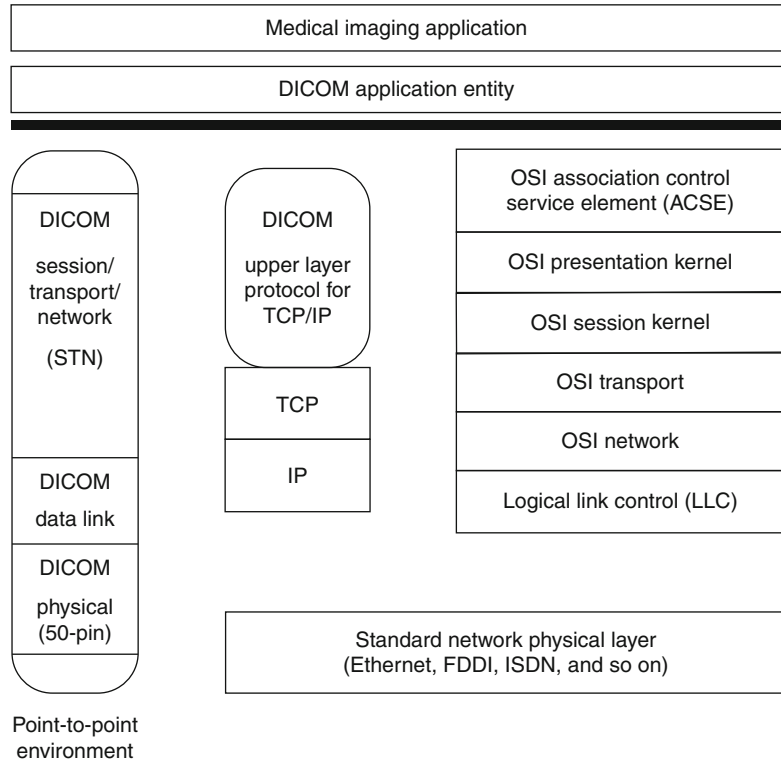 Medical imaging application
DICOM application entity
DICOM
session/
transport/
network
(STN)
DICOM
data link
DICOM
physical
(50-pin)
Point-to-point
environment
DICOM
upper layer
protocol for
TCP/IP
TCP
IP
OSI association control
service element (ACSE)
OSI presentation kernel
OSI session kernel
OSI transport
OSI network
Logical link control (LLC)
Standard network physical layer
(Ethernet, FDDI, ISDN, and so on)